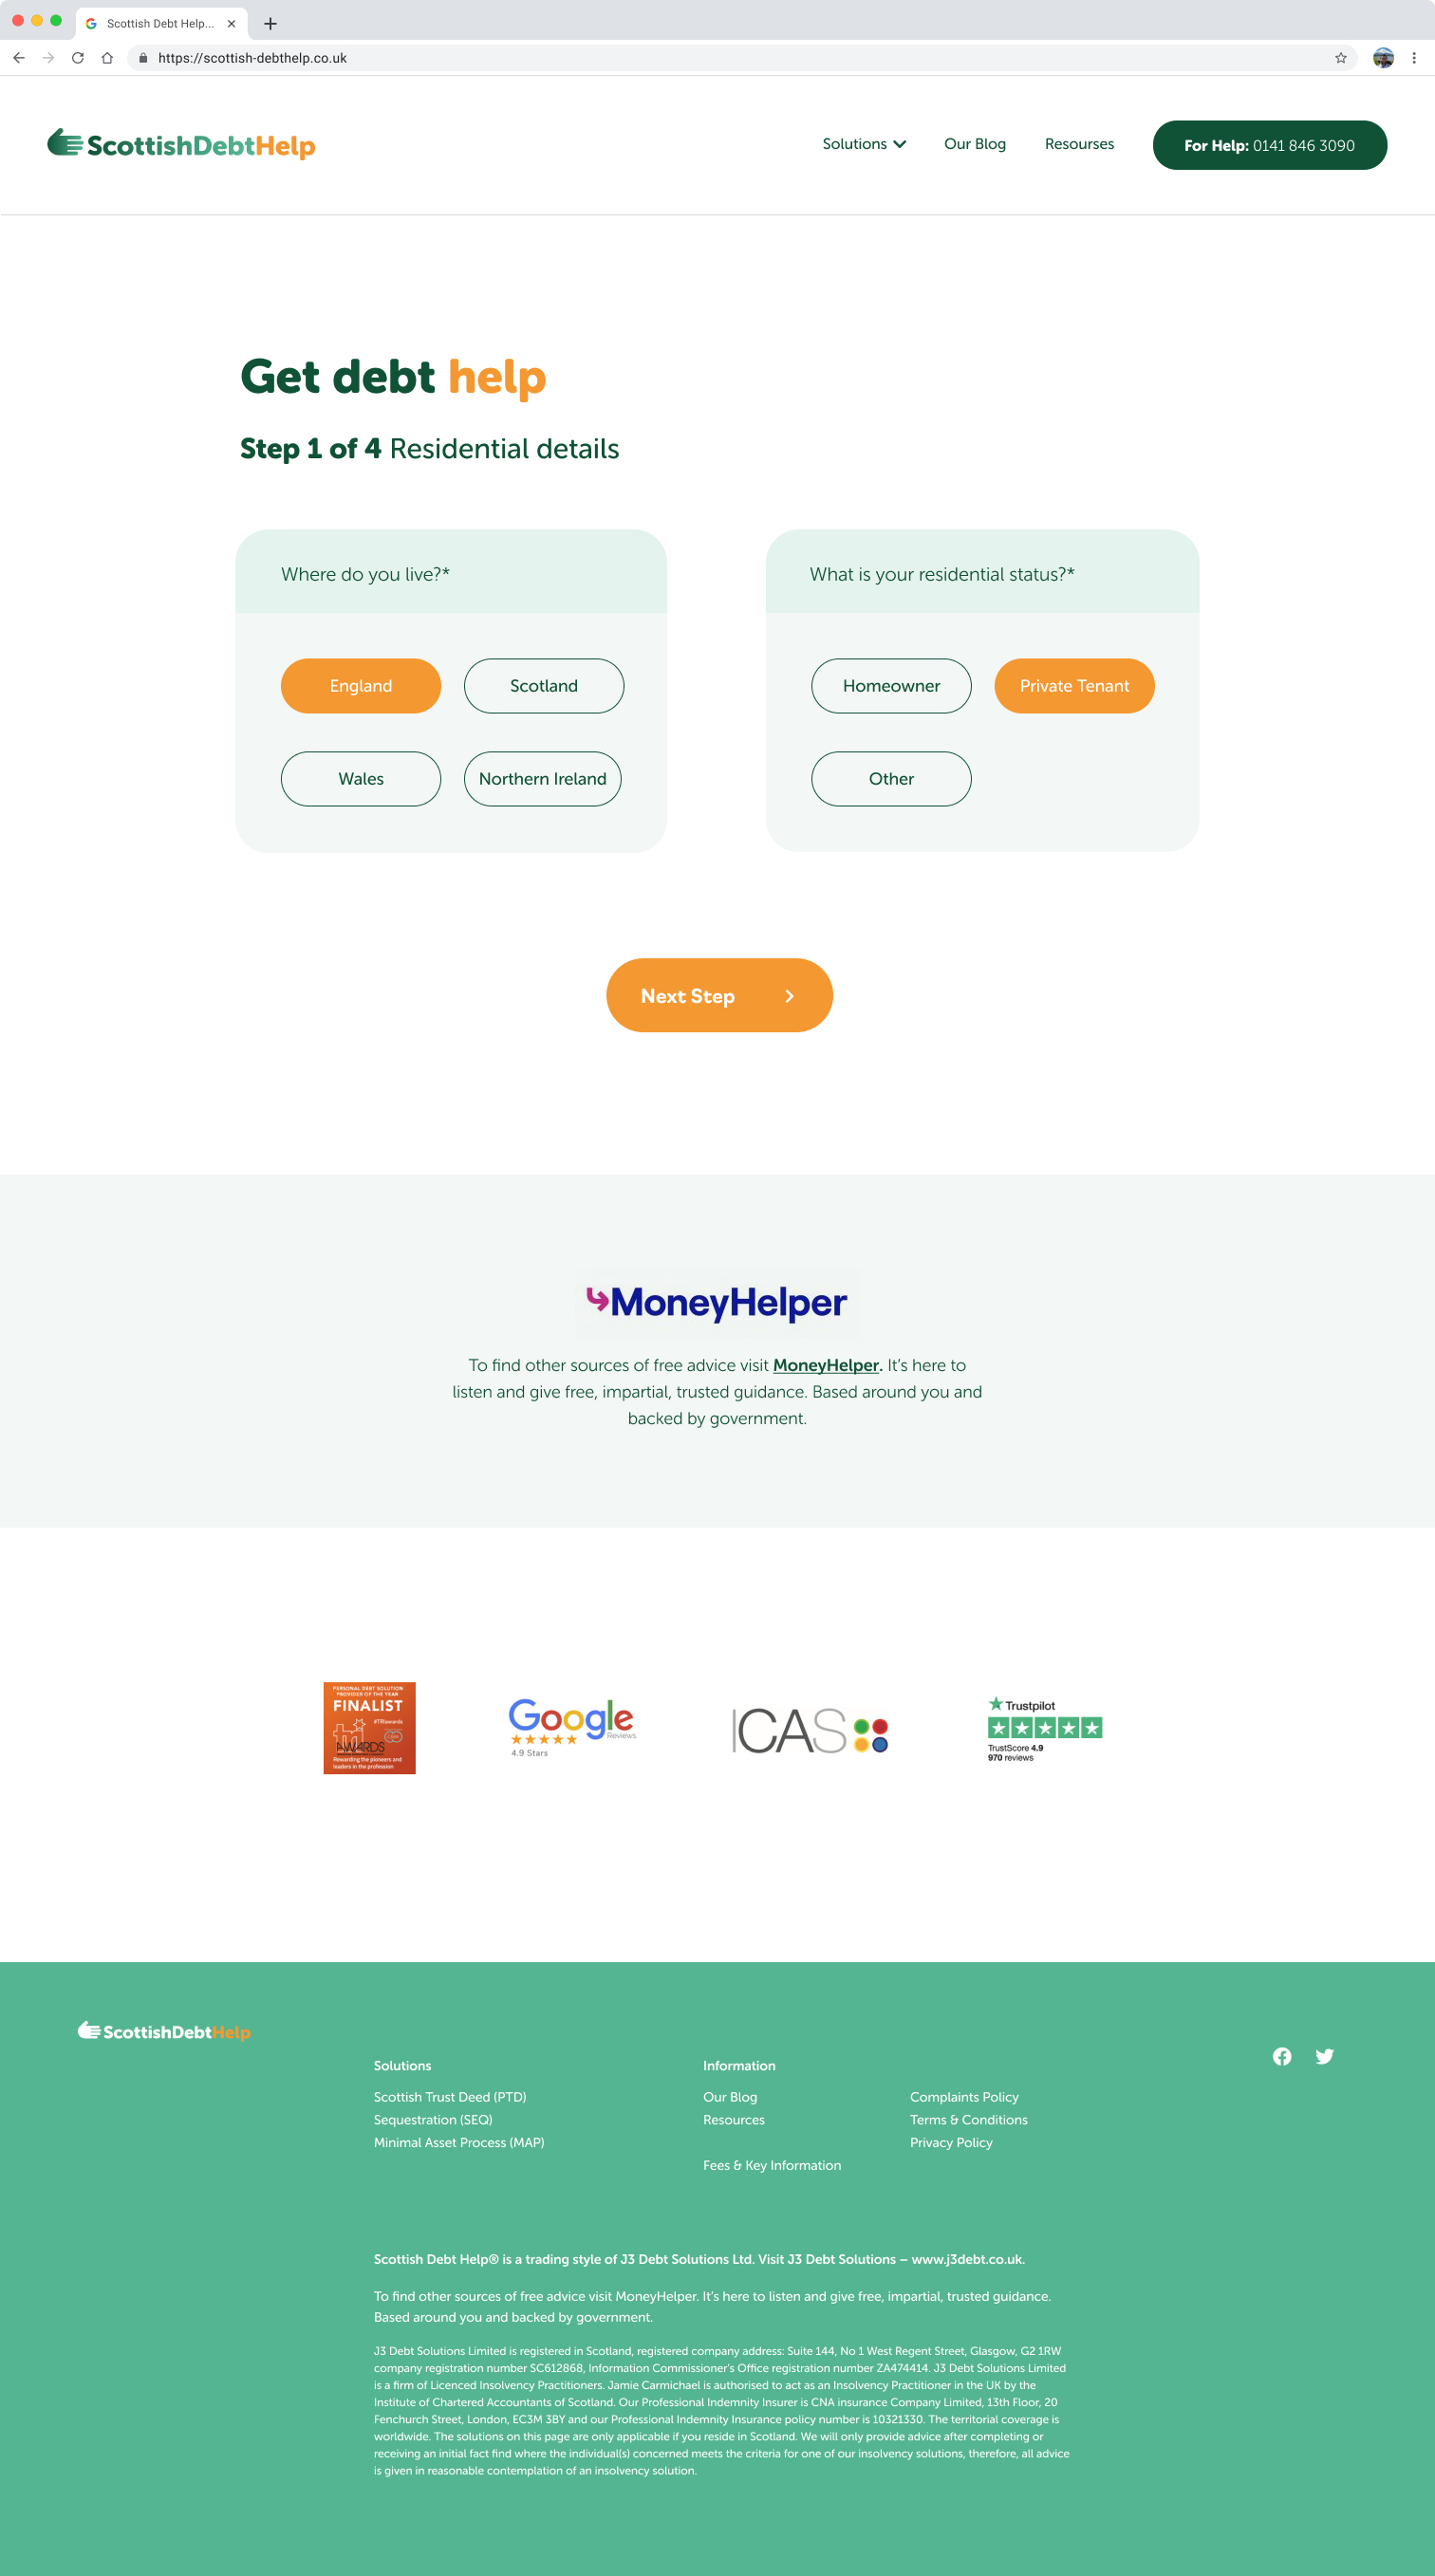 Scottish Debt Help...
https://scottish-debthelp.co.uk
ScottishDebtHelp
Solutions
Our Blog
Resourses
For Help: 0141 846 3090
Get debt help
Step 1 of 4 Residential details
Where do you live?*
England
Scotland
Wales
Northern Ireland
What is your residential status?*
Homeowner
Private Tenant
Other
Next Step
MoneyHelper
To find other sources of free advice visit MoneyHelper. It’s here to
listen and give free, impartial, trusted guidance. Based around you and
backed by government.
PERSONAL DEBT SOLUTION
PROVIDER OF THE YEAR
FINALIST
#TRIawards
AWARDS
Rewarding the pioneers and
leaders in the profession
Google
Reviews
4.9 Stars
ICAS
Trustpilot
TrustScore 4.9
970 reviews
ScottishDebtHelp
Solutions
Scottish Trust Deed (PTD)
Sequestration (SEQ)
Minimal Asset Process (MAP)
Information
Our Blog
Resources
Fees & Key Information
Complaints Policy
Terms & Conditions
Privacy Policy
Scottish Debt Help® is a trading style of J3 Debt Solutions Ltd. Visit J3 Debt Solutions – www.j3debt.co.uk.
To find other sources of free advice visit MoneyHelper. It’s here to listen and give free, impartial, trusted guidance.
Based around you and backed by government.
J3 Debt Solutions Limited is registered in Scotland, registered company address: Suite 144, No 1 West Regent Street, Glasgow, G2 1RW
company registration number SC612868, Information Commissioner’s Office registration number ZA474414. J3 Debt Solutions Limited
is a firm of Licenced Insolvency Practitioners. Jamie Carmichael is authorised to act as an Insolvency Practitioner in the UK by the
Institute of Chartered Accountants of Scotland. Our Professional Indemnity Insurer is CNA insurance Company Limited, 13th Floor, 20
Fenchurch Street, London, EC3M 3BY and our Professional Indemnity Insurance policy number is 10321330. The territorial coverage is
worldwide. The solutions on this page are only applicable if you reside in Scotland. We will only provide advice after completing or
receiving an initial fact find where the individual(s) concerned meets the criteria for one of our insolvency solutions, therefore, all advice
is given in reasonable contemplation of an insolvency solution.